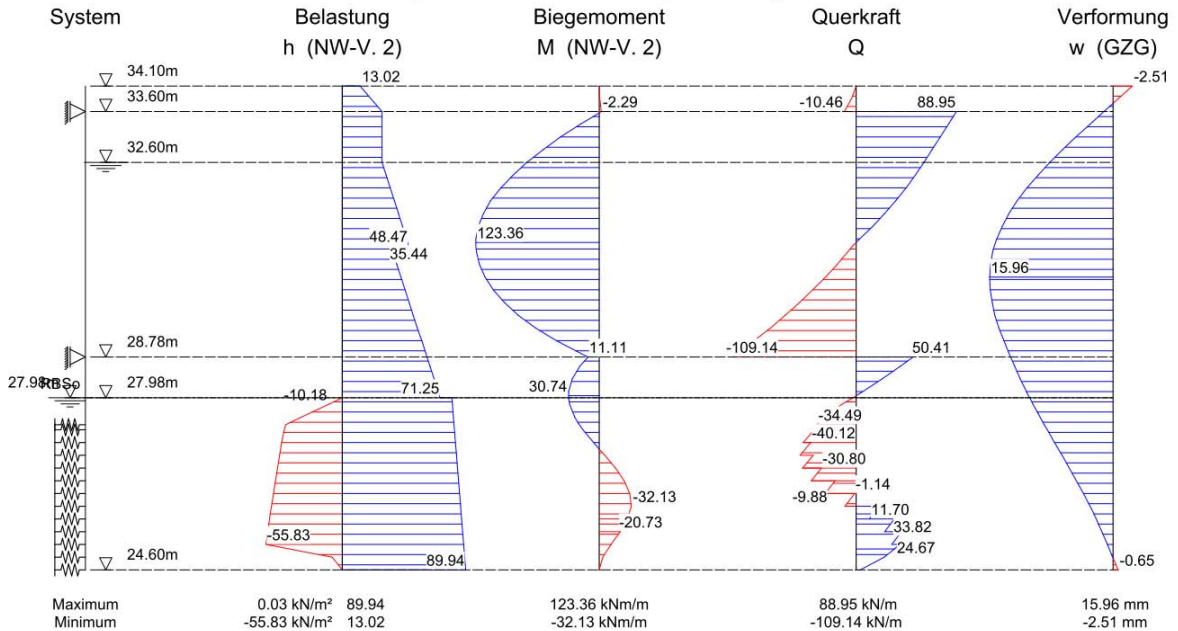 System Belastung Biegemoment Querkraft Verformung
h (NW-V. 2) M (NW-V. 2) Q w (GZG)
34.10m 13.02 -2.51
33.60m -2.29 -10.46 88.95
32.60m
48.47 123.36
35.44
15.96
28.78m 11.11 -109.14 50.41
27.98m RBSo 27.98m -10.18 71.25 30.74
-34.49
-40.12
-30.80
-1.14
-32.13 -9.88
11.70
-20.73 33.82
-55.83 24.67
24.60m 89.94 -0.65
Maximum 0.03 kN/m² 89.94 123.36 kNm/m 88.95 kN/m 15.96 mm
Minimum -55.83 kN/m² 13.02 -32.13 kNm/m -109.14 kN/m -2.51 mm